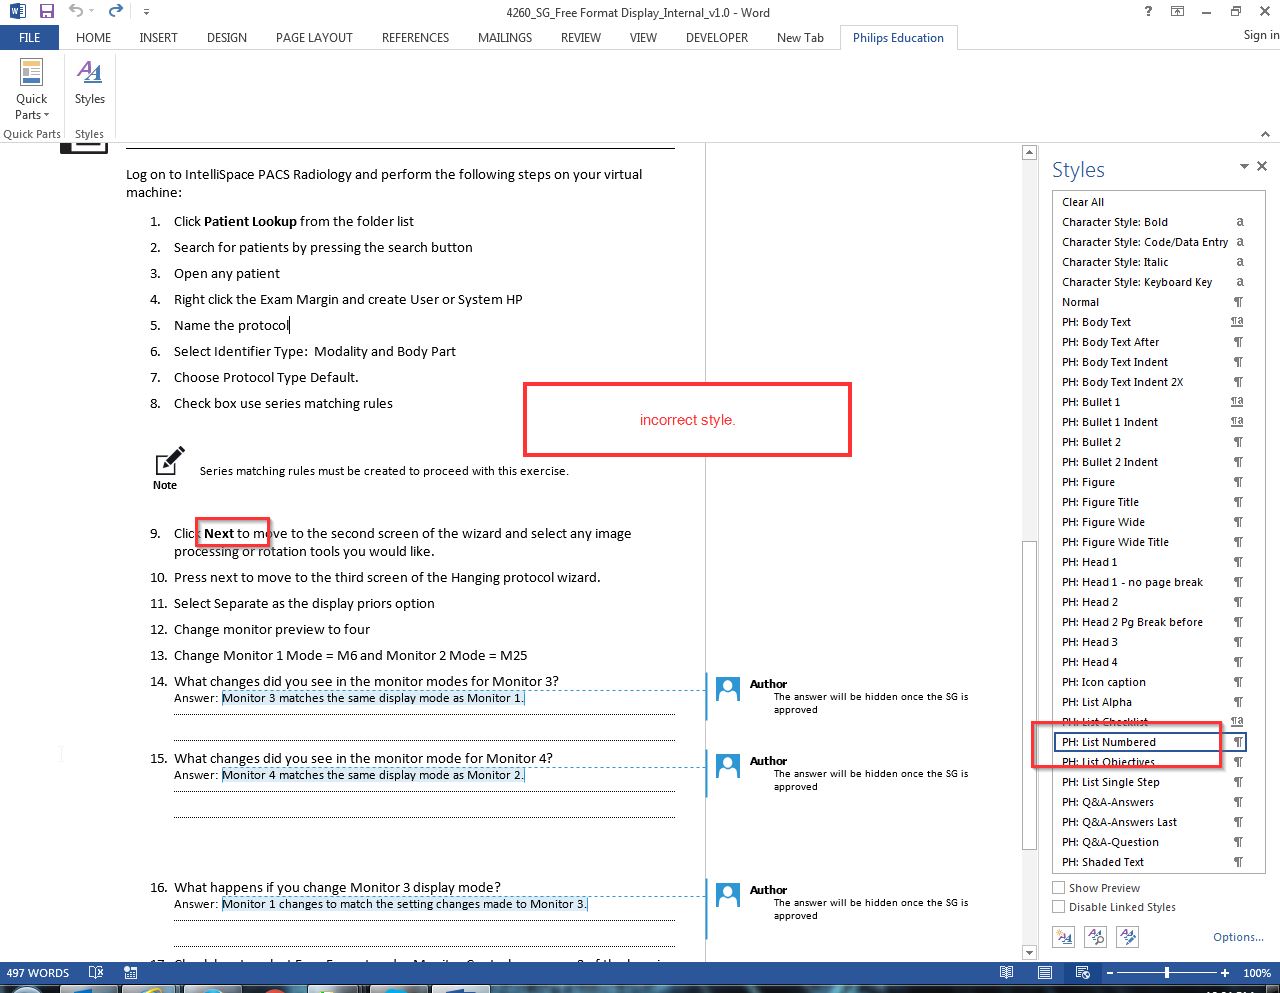 4260_SG_Free Format Display_Internal_v1.0 - Word
FILE HOME INSERT DESIGN PAGE LAYOUT REFERENCES MAILINGS REVIEW VIEW DEVELOPER New Tab Philips Education Sign in
Quick Parts
Styles
Quick Parts
Styles
Log on to IntelliSpace PACS Radiology and perform the following steps on your virtual
machine:
1. Click Patient Lookup from the folder list
2. Search for patients by pressing the search button
3. Open any patient
4. Right click the Exam Margin and create User or System HP
5. Name the protocol
6. Select Identifier Type:  Modality and Body Part
7. Choose Protocol Type Default.
8. Check box use series matching rules
incorrect style.
Note
Series matching rules must be created to proceed with this exercise.
9. Click Next to move to the second screen of the wizard and select any image
processing or rotation tools you would like.
10. Press next to move to the third screen of the Hanging protocol wizard.
11. Select Separate as the display priors option
12. Change monitor preview to four
13. Change Monitor 1 Mode = M6 and Monitor 2 Mode = M25
14. What changes did you see in the monitor modes for Monitor 3?
Answer: Monitor 3 matches the same display mode as Monitor 1.
Author
The answer will be hidden once the SG is
approved
15. What changes did you see in the monitor mode for Monitor 4?
Answer: Monitor 4 matches the same display mode as Monitor 2.
Author
The answer will be hidden once the SG is
approved
16. What happens if you change Monitor 3 display mode?
Answer: Monitor 1 changes to match the setting changes made to Monitor 3.
Author
The answer will be hidden once the SG is
approved
Styles
Clear All
Character Style: Bold a
Character Style: Code/Data Entry a
Character Style: Italic a
Character Style: Keyboard Key a
Normal ¶
PH: Body Text ¶a
PH: Body Text After ¶
PH: Body Text Indent ¶
PH: Body Text Indent 2X ¶
PH: Bullet 1 ¶a
PH: Bullet 1 Indent ¶a
PH: Bullet 2 ¶
PH: Bullet 2 Indent ¶
PH: Figure ¶
PH: Figure Title ¶
PH: Figure Wide ¶
PH: Figure Wide Title ¶
PH: Head 1 ¶
PH: Head 1 - no page break ¶
PH: Head 2 ¶
PH: Head 2 Pg Break before ¶
PH: Head 3 ¶
PH: Head 4 ¶
PH: Icon caption ¶
PH: List Alpha ¶
PH: List Checklist ¶a
PH: List Numbered ¶
PH: List Objectives ¶
PH: List Single Step ¶
PH: Q&A-Answers ¶
PH: Q&A-Answers Last ¶
PH: Q&A-Question ¶
PH: Shaded Text ¶
Show Preview
Disable Linked Styles
Options...
497 WORDS
100%